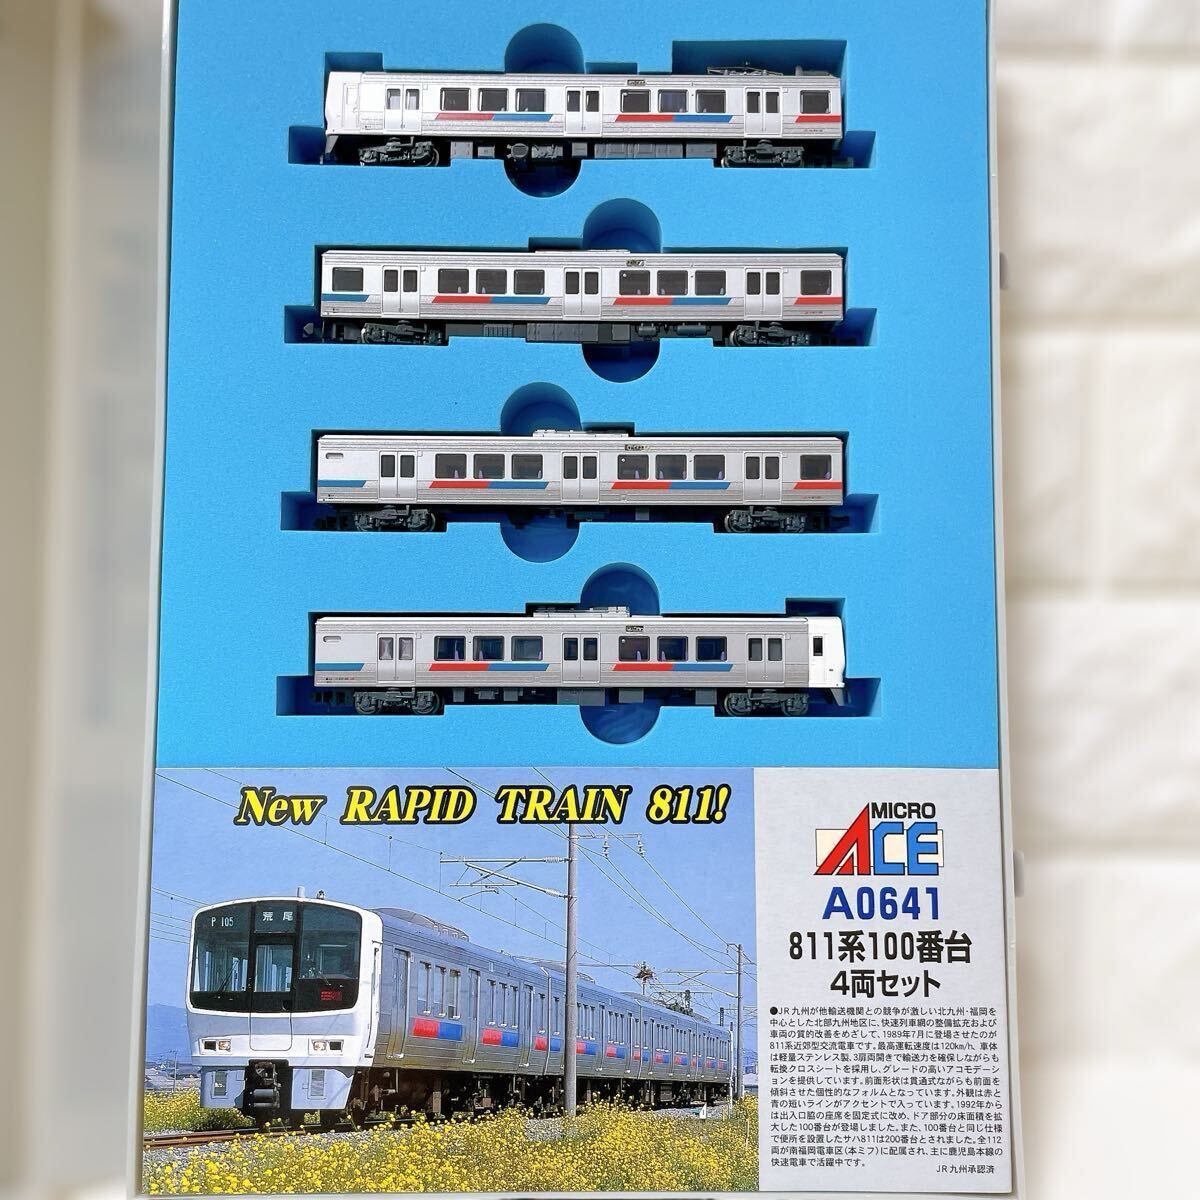 New RAPID TRAIN 811!
P 105
荒尾
MICRO
ACE
A0641
811系100番台
4両セット
●JR九州が他輸送機関との競争が激しい北九州・福岡を
中心とした北部九州地区に、快速列車網の整備拡充および
車両の質的改善をめざして、1989年7月に登場させたのが
811系近郊型交流電車です。最高運転速度は120km/h、車体
は軽量ステンレス製、3扉両開きで輸送力を確保しながらも
転換クロスシートを採用し、グレードの高いアコモデーシ
ョンを提供しています。前面形状は貫通式ながらも前面を
傾斜させた個性的なフォルムとなっています。外観は赤と
青の短いラインがアクセントで入っています。1992年から
は出入口脇の座席を固定式に改め、ドア部分の床面積を拡
大した100番台が登場しました。また、100番台と同じ仕様
で便所を設置したサハ811は200番台とされました。全112
両が南福岡電車区(本ミフ)に配属され、主に鹿児島本線の
快速電車で活躍中です。
JR九州承認済